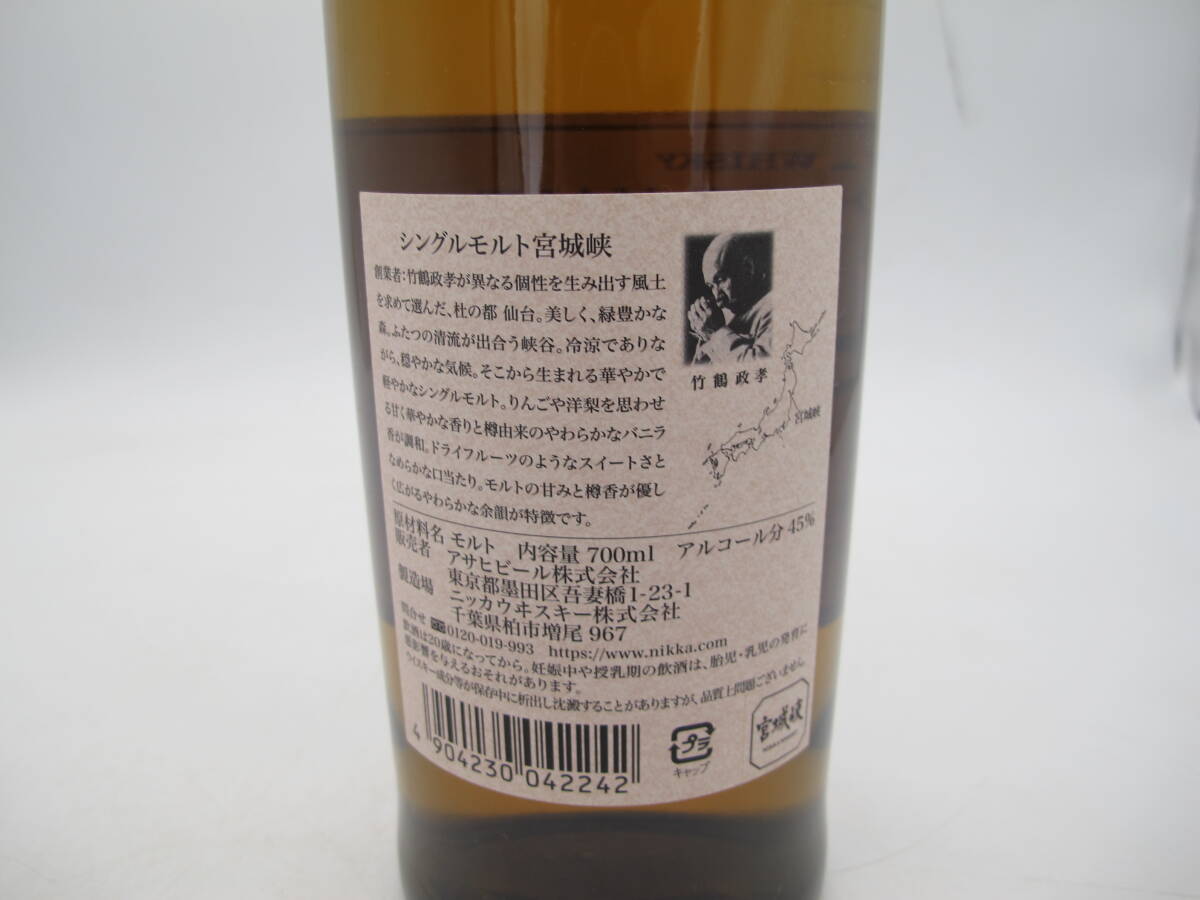 WHISKY
シングルモルト宮城峡
創業者:竹鶴政孝が異なる個性を生み出す風土
を求めて選んだ、杜の都 仙台。美しく、緑豊かな
森。ふたつの清流が出合う峡谷。冷涼でありな
がら、穏やかな気候。そこから生まれる華やかで
軽やかなシングルモルト。りんごや洋梨を思わせ
る甘く華やかな香りと樽由来のやわらかなバニラ
香が調和。ドライフルーツのようなスイートさと
なめらかな口当たり。モルトの甘みと樽香が優し
く広がるやわらかな余韻が特徴です。
竹鶴政孝
宮城峡
原材料名 モルト 内容量 700ml アルコール分 45%
販売者 アサヒビール株式会社
東京都墨田区吾妻橋1-23-1
製造場 ニッカウヰスキー株式会社
千葉県柏市増尾 967
問合せ 0120-019-993 https://www.nikka.com
飲酒は20歳になってから。妊娠中や授乳期の飲酒は、胎児・乳児の発育に
悪影響を与えるおそれがあります。
ウイスキー成分等が保存中に析出し沈澱することがありますが、品質上問題ございません。
4 904230 042242
プラ
キャップ
宮城峡